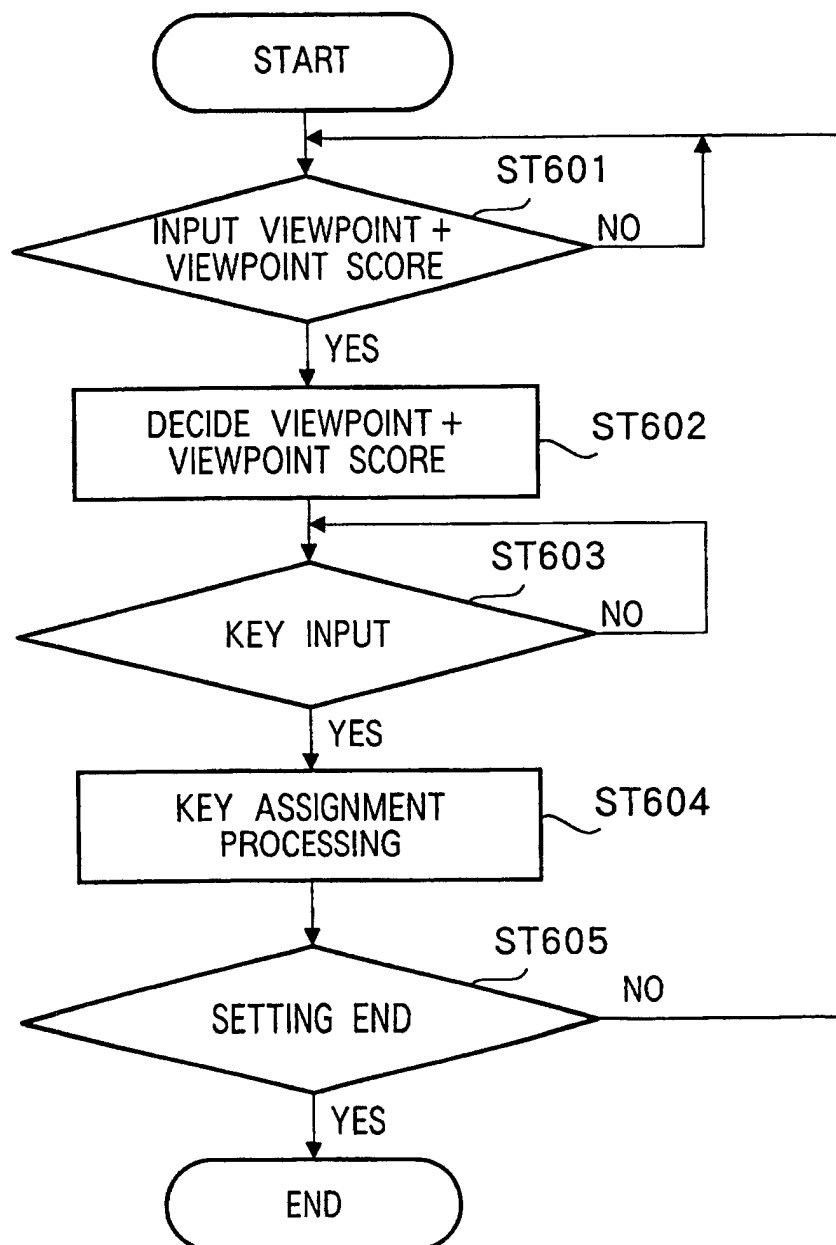 START
ST601
INPUT VIEWPOINT +
VIEWPOINT SCORE
NO
YES
DECIDE VIEWPOINT +
VIEWPOINT SCORE
ST602
ST603
KEY INPUT
NO
YES
KEY ASSIGNMENT
PROCESSING
ST604
ST605
SETTING END
NO
YES
END